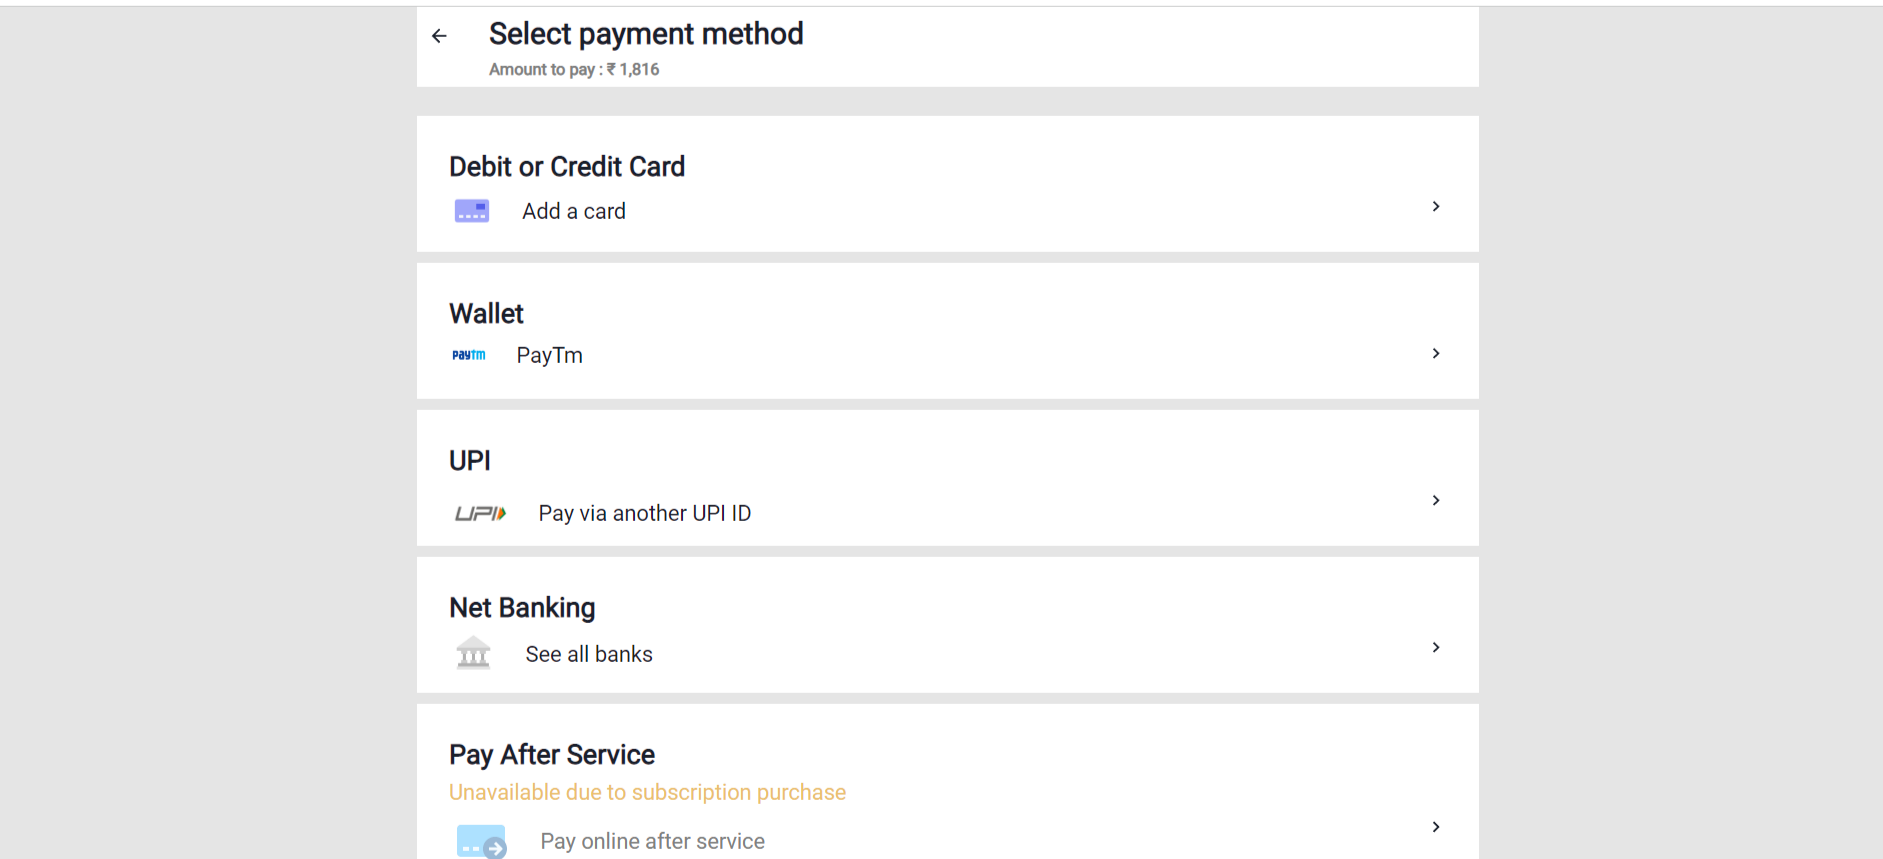 Select payment method
Amount to pay : ₹ 1,816
Debit or Credit Card
Add a card
Wallet
paytm PayTm
UPI
UPI Pay via another UPI ID
Net Banking
See all banks
Pay After Service
Unavailable due to subscription purchase
Pay online after service